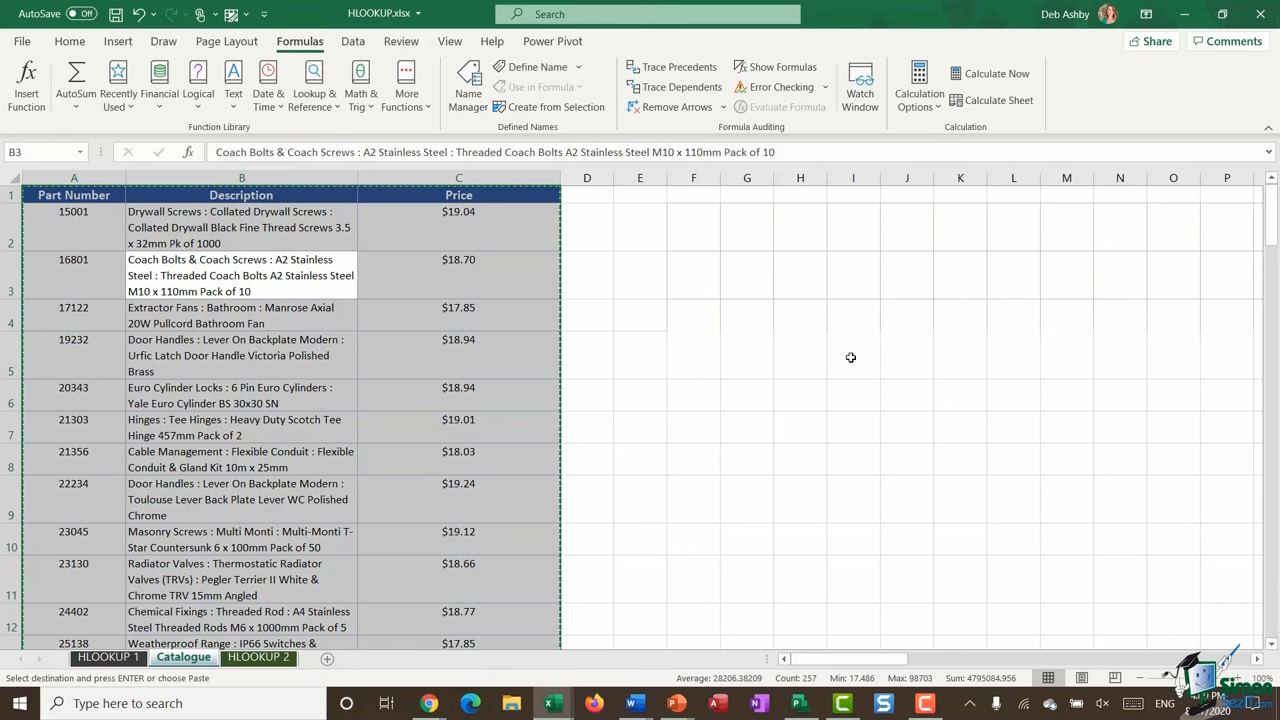 AutoSave Off
HLOOKUP.xlsx
Search
Deb Ashby
File Home Insert Draw Page Layout Formulas Data Review View Help Power Pivot
Share Comments
Insert Function
AutoSum
Recently Used
Financial
Logical
Text
Date & Time
Lookup & Reference
Math & Trig
More Functions
Function Library
Name Manager
Define Name
Use in Formula
Create from Selection
Defined Names
Trace Precedents
Trace Dependents
Remove Arrows
Show Formulas
Error Checking
Evaluate Formula
Formula Auditing
Watch Window
Calculation Options
Calculate Now
Calculate Sheet
Calculation
B3
fx
Coach Bolts & Coach Screws : A2 Stainless Steel : Threaded Coach Bolts A2 Stainless Steel M10 x 110mm Pack of 10
A B C D E F G H I J K L M N O P
1 Part Number Description Price
2 15001 Drywall Screws : Collated Drywall Screws : $19.04
Collated Drywall Black Fine Thread Screws 3.5
x 32mm Pk of 1000
3 16801 Coach Bolts & Coach Screws : A2 Stainless $18.70
Steel : Threaded Coach Bolts A2 Stainless Steel
M10 x 110mm Pack of 10
4 17122 Extractor Fans : Bathroom : Manrose Axial $17.85
20W Pullcord Bathroom Fan
5 19232 Door Handles : Lever On Backplate Modern : $18.94
Urfic Latch Door Handle Victoria Polished
Brass
6 20343 Euro Cylinder Locks : 6 Pin Euro Cylinders : $18.94
Yale Euro Cylinder BS 30x30 SN
7 21303 Hinges : Tee Hinges : Heavy Duty Scotch Tee $19.01
Hinge 457mm Pack of 2
8 21356 Cable Management : Flexible Conduit : Flexible $18.03
Conduit & Gland Kit 10m x 25mm
9 22234 Door Handles : Lever On Backplate Modern : $19.24
Toulouse Lever Back Plate Lever WC Polished
Chrome
10 23045 Masonry Screws : Multi Monti : Multi-Monti T- $19.12
Star Countersunk 6 x 100mm Pack of 50
11 23130 Radiator Valves : Thermostatic Radiator $18.66
Valves (TRVs) : Pegler Terrier II White &
Chrome TRV 15mm Angled
12 24402 Chemical Fixings : Threaded Rod : A4 Stainless $18.77
Steel Threaded Rods M6 x 1000mm Pack of 5
25138 Weatherproof Range : IP66 Switches & $17.85
HLOOKUP 1 Catalogue HLOOKUP 2
Select destination and press ENTER or choose Paste
Average: 28206.38209 Count: 257 Min: 17.486 Max: 98703 Sum: 4795084.956
100%
Simon
Type here to search
ENG